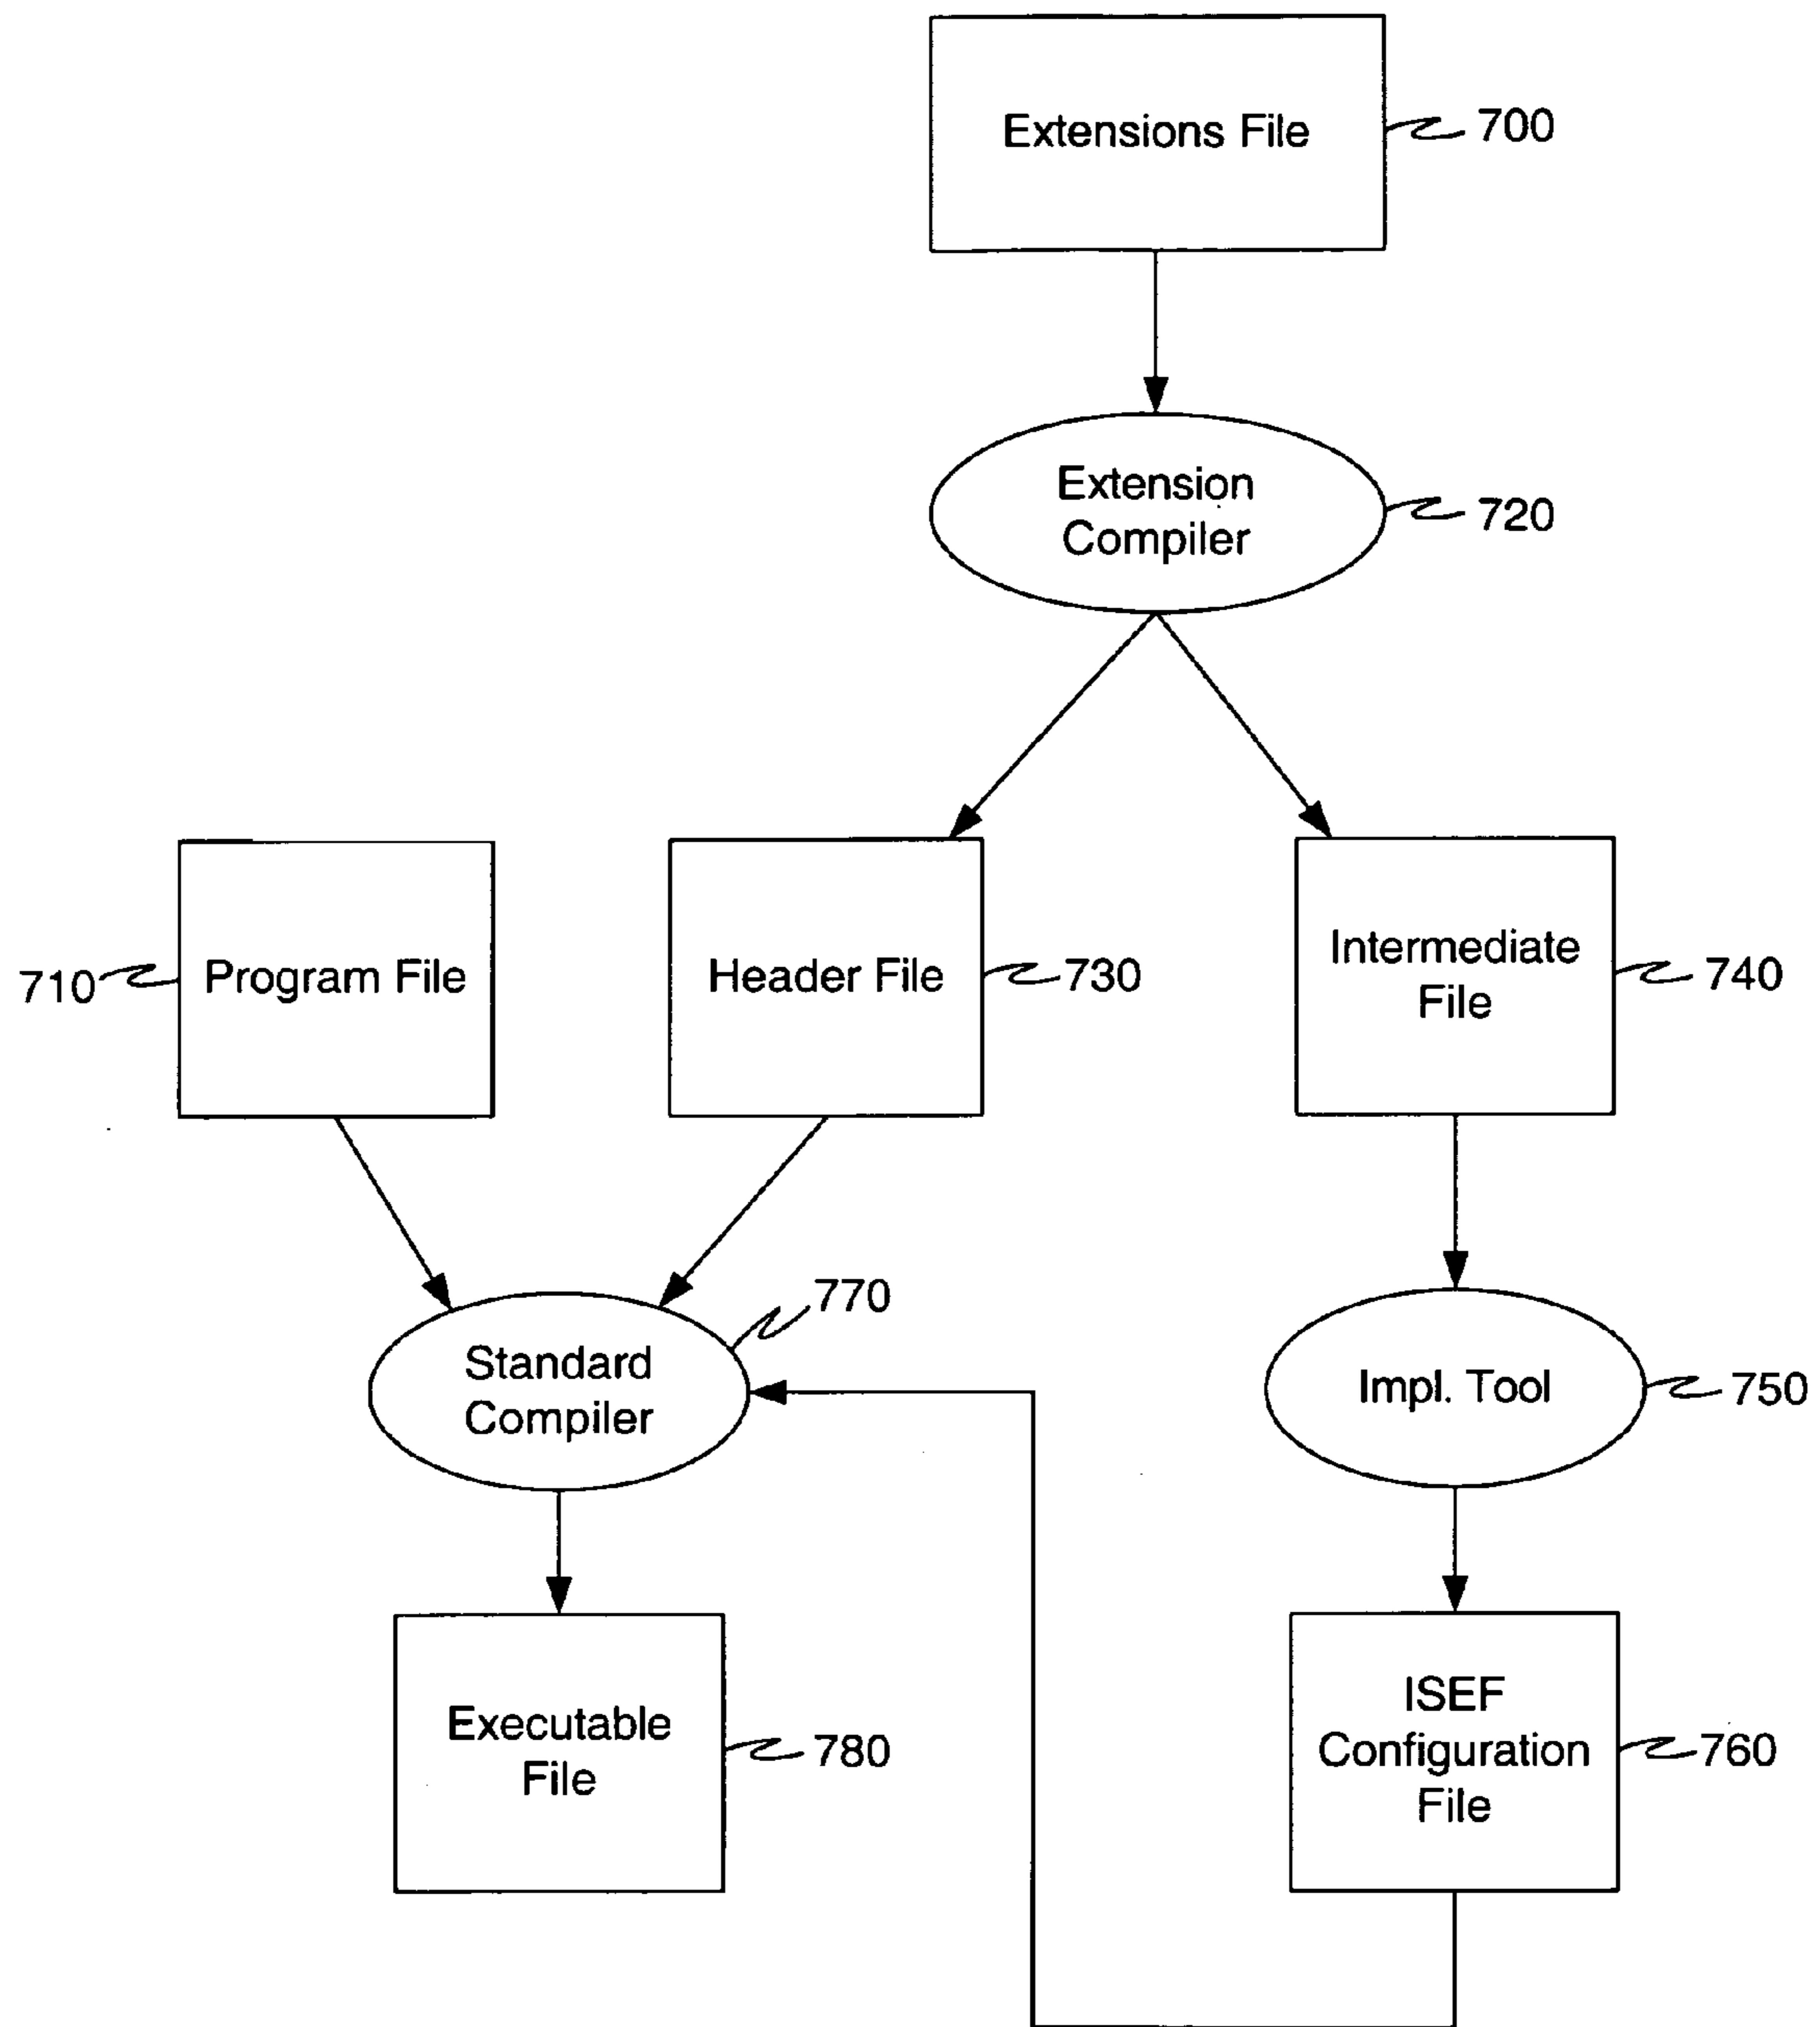 Extensions File
700
Extension
Compiler
720
710
Program File
Header File
730
Intermediate
File
740
770
Standard
Compiler
Impl. Tool
750
Executable
File
780
ISEF
Configuration
File
760